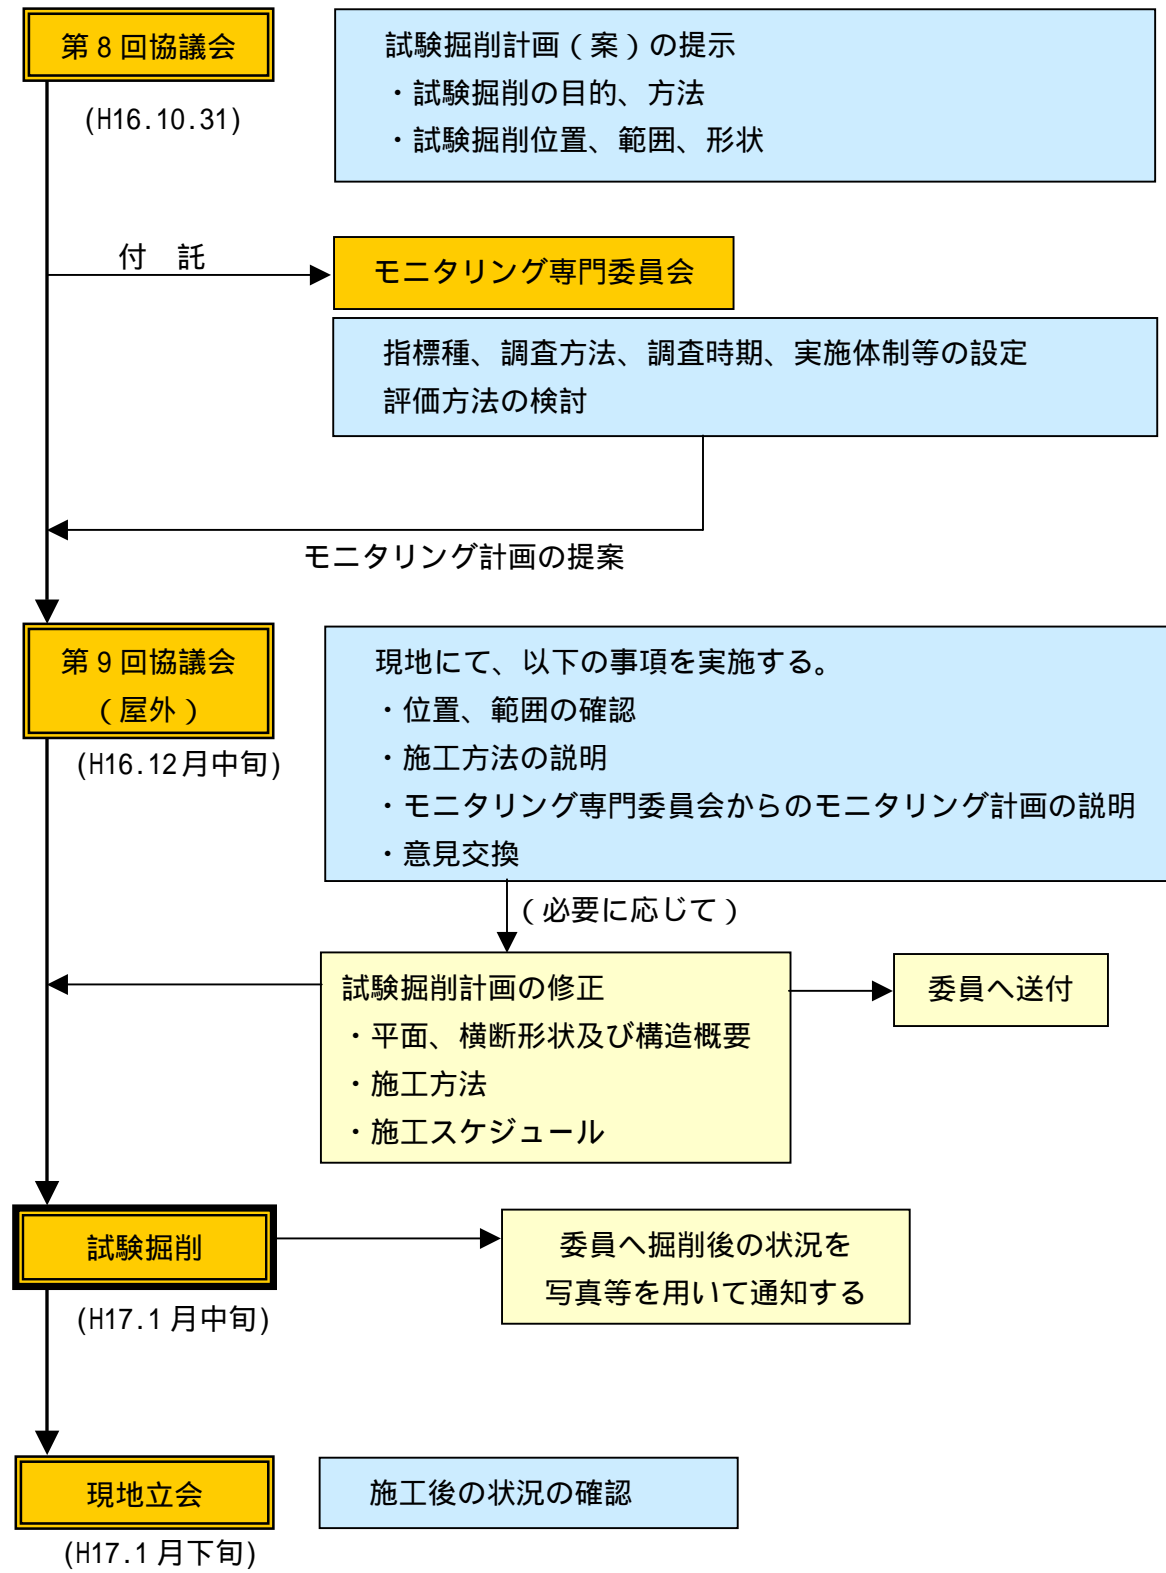 第8回協議会
(H16.10.31)
試験掘削計画（案）の提示
・試験掘削の目的、方法
・試験掘削位置、範囲、形状
付　託
モニタリング専門委員会
指標種、調査方法、調査時期、実施体制等の設定
評価方法の検討
モニタリング計画の提案
第9回協議会
（屋外）
(H16.12月中旬)
現地にて、以下の事項を実施する。
・位置、範囲の確認
・施工方法の説明
・モニタリング専門委員会からのモニタリング計画の説明
・意見交換
（必要に応じて）
試験掘削計画の修正
・平面、横断形状及び構造概要
・施工方法
・施工スケジュール
委員へ送付
試験掘削
(H17.1月中旬)
委員へ掘削後の状況を
写真等を用いて通知する
現地立会
(H17.1月下旬)
施工後の状況の確認